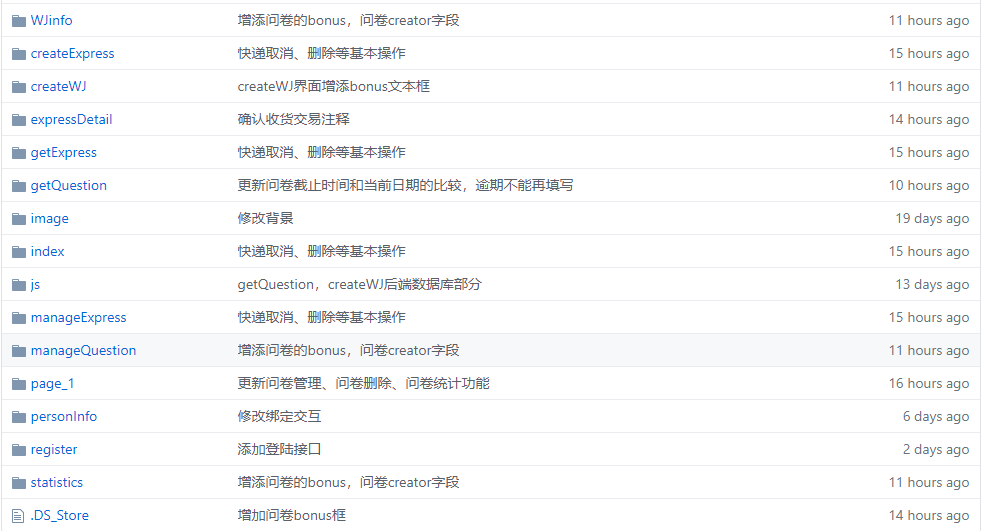 WJinfo 增添问卷的bonus，问卷creator字段 11 hours ago
createExpress 快递取消、删除等基本操作 15 hours ago
createWJ createWJ界面增添bonus文本框 11 hours ago
expressDetail 确认收货交易注释 14 hours ago
getExpress 快递取消、删除等基本操作 15 hours ago
getQuestion 更新问卷截止时间和当前日期的比较，逾期不能再填写 10 hours ago
image 修改背景 19 days ago
index 快递取消、删除等基本操作 15 hours ago
js getQuestion，createWJ后端数据库部分 13 days ago
manageExpress 快递取消、删除等基本操作 15 hours ago
manageQuestion 增添问卷的bonus，问卷creator字段 11 hours ago
page_1 更新问卷管理、问卷删除、问卷统计功能 16 hours ago
personInfo 修改绑定交互 6 days ago
register 添加登陆接口 2 days ago
statistics 增添问卷的bonus，问卷creator字段 11 hours ago
.DS_Store 增加问卷bonus框 14 hours ago